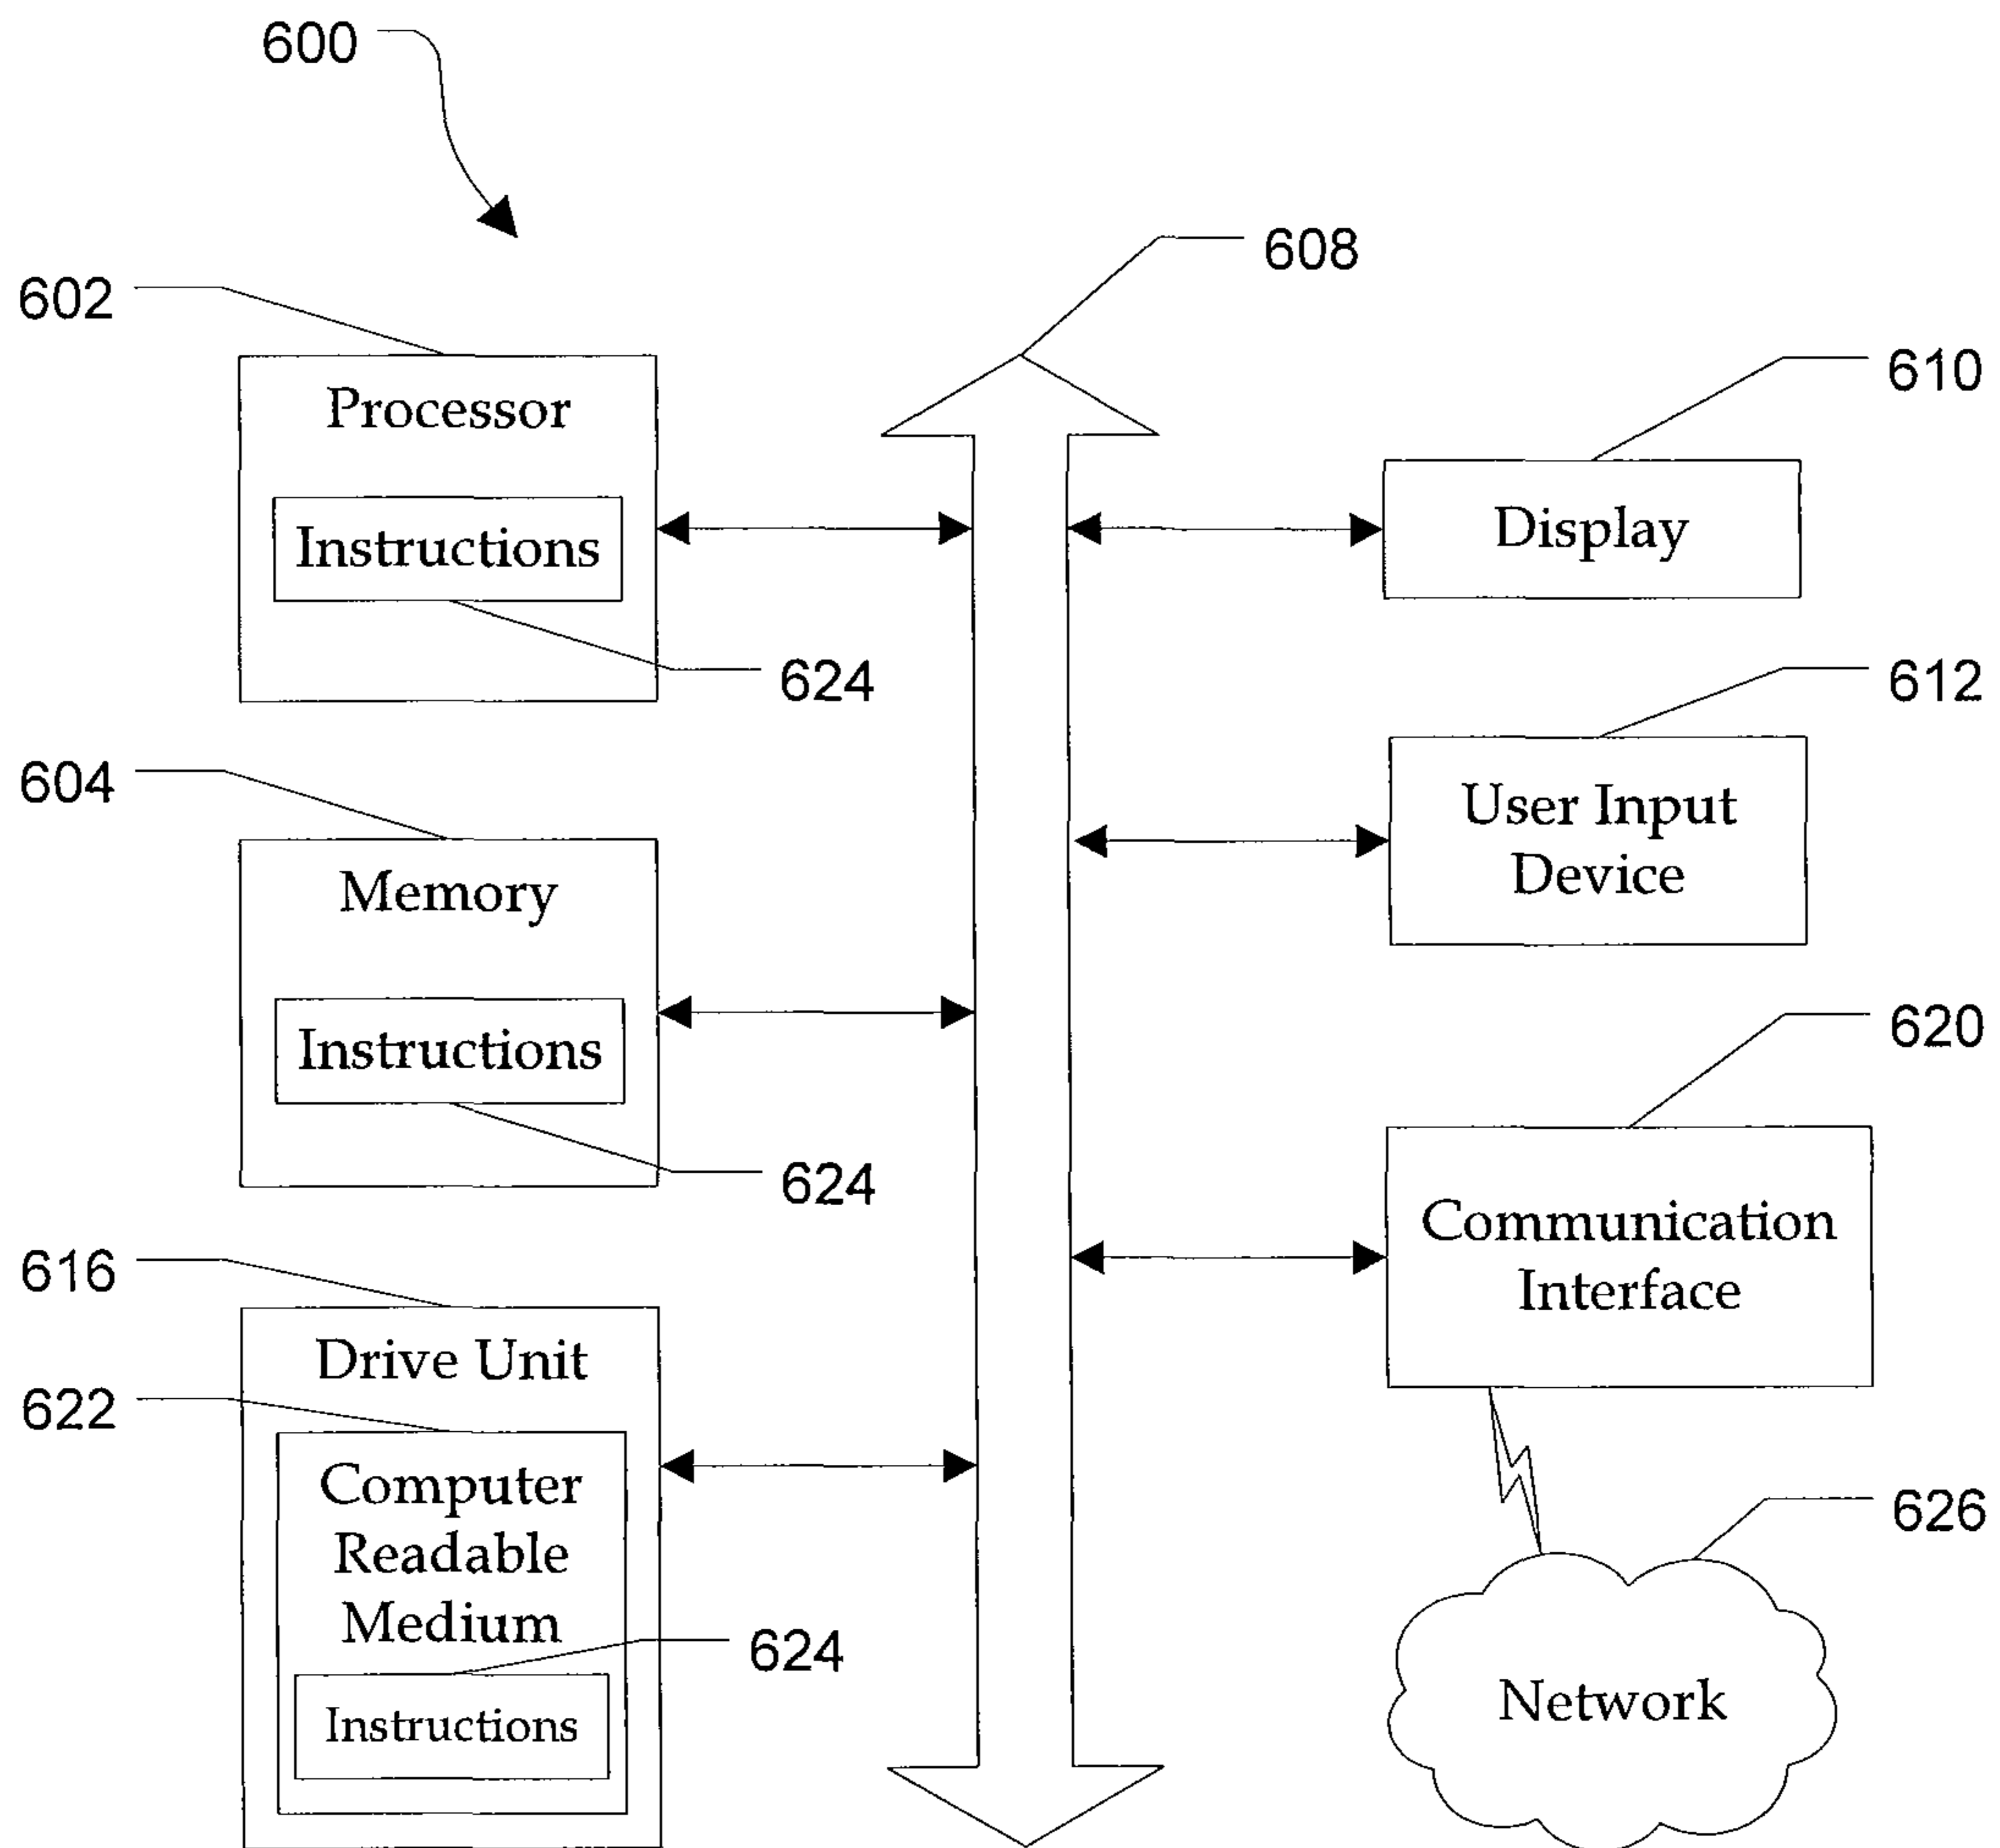 600
608
602
610
Processor
Instructions
Display
624
612
604
User Input
Device
Memory
620
Instructions
624
Communication
Interface
616
Drive Unit
622
Computer
Readable
Medium
626
624
Instructions
Network